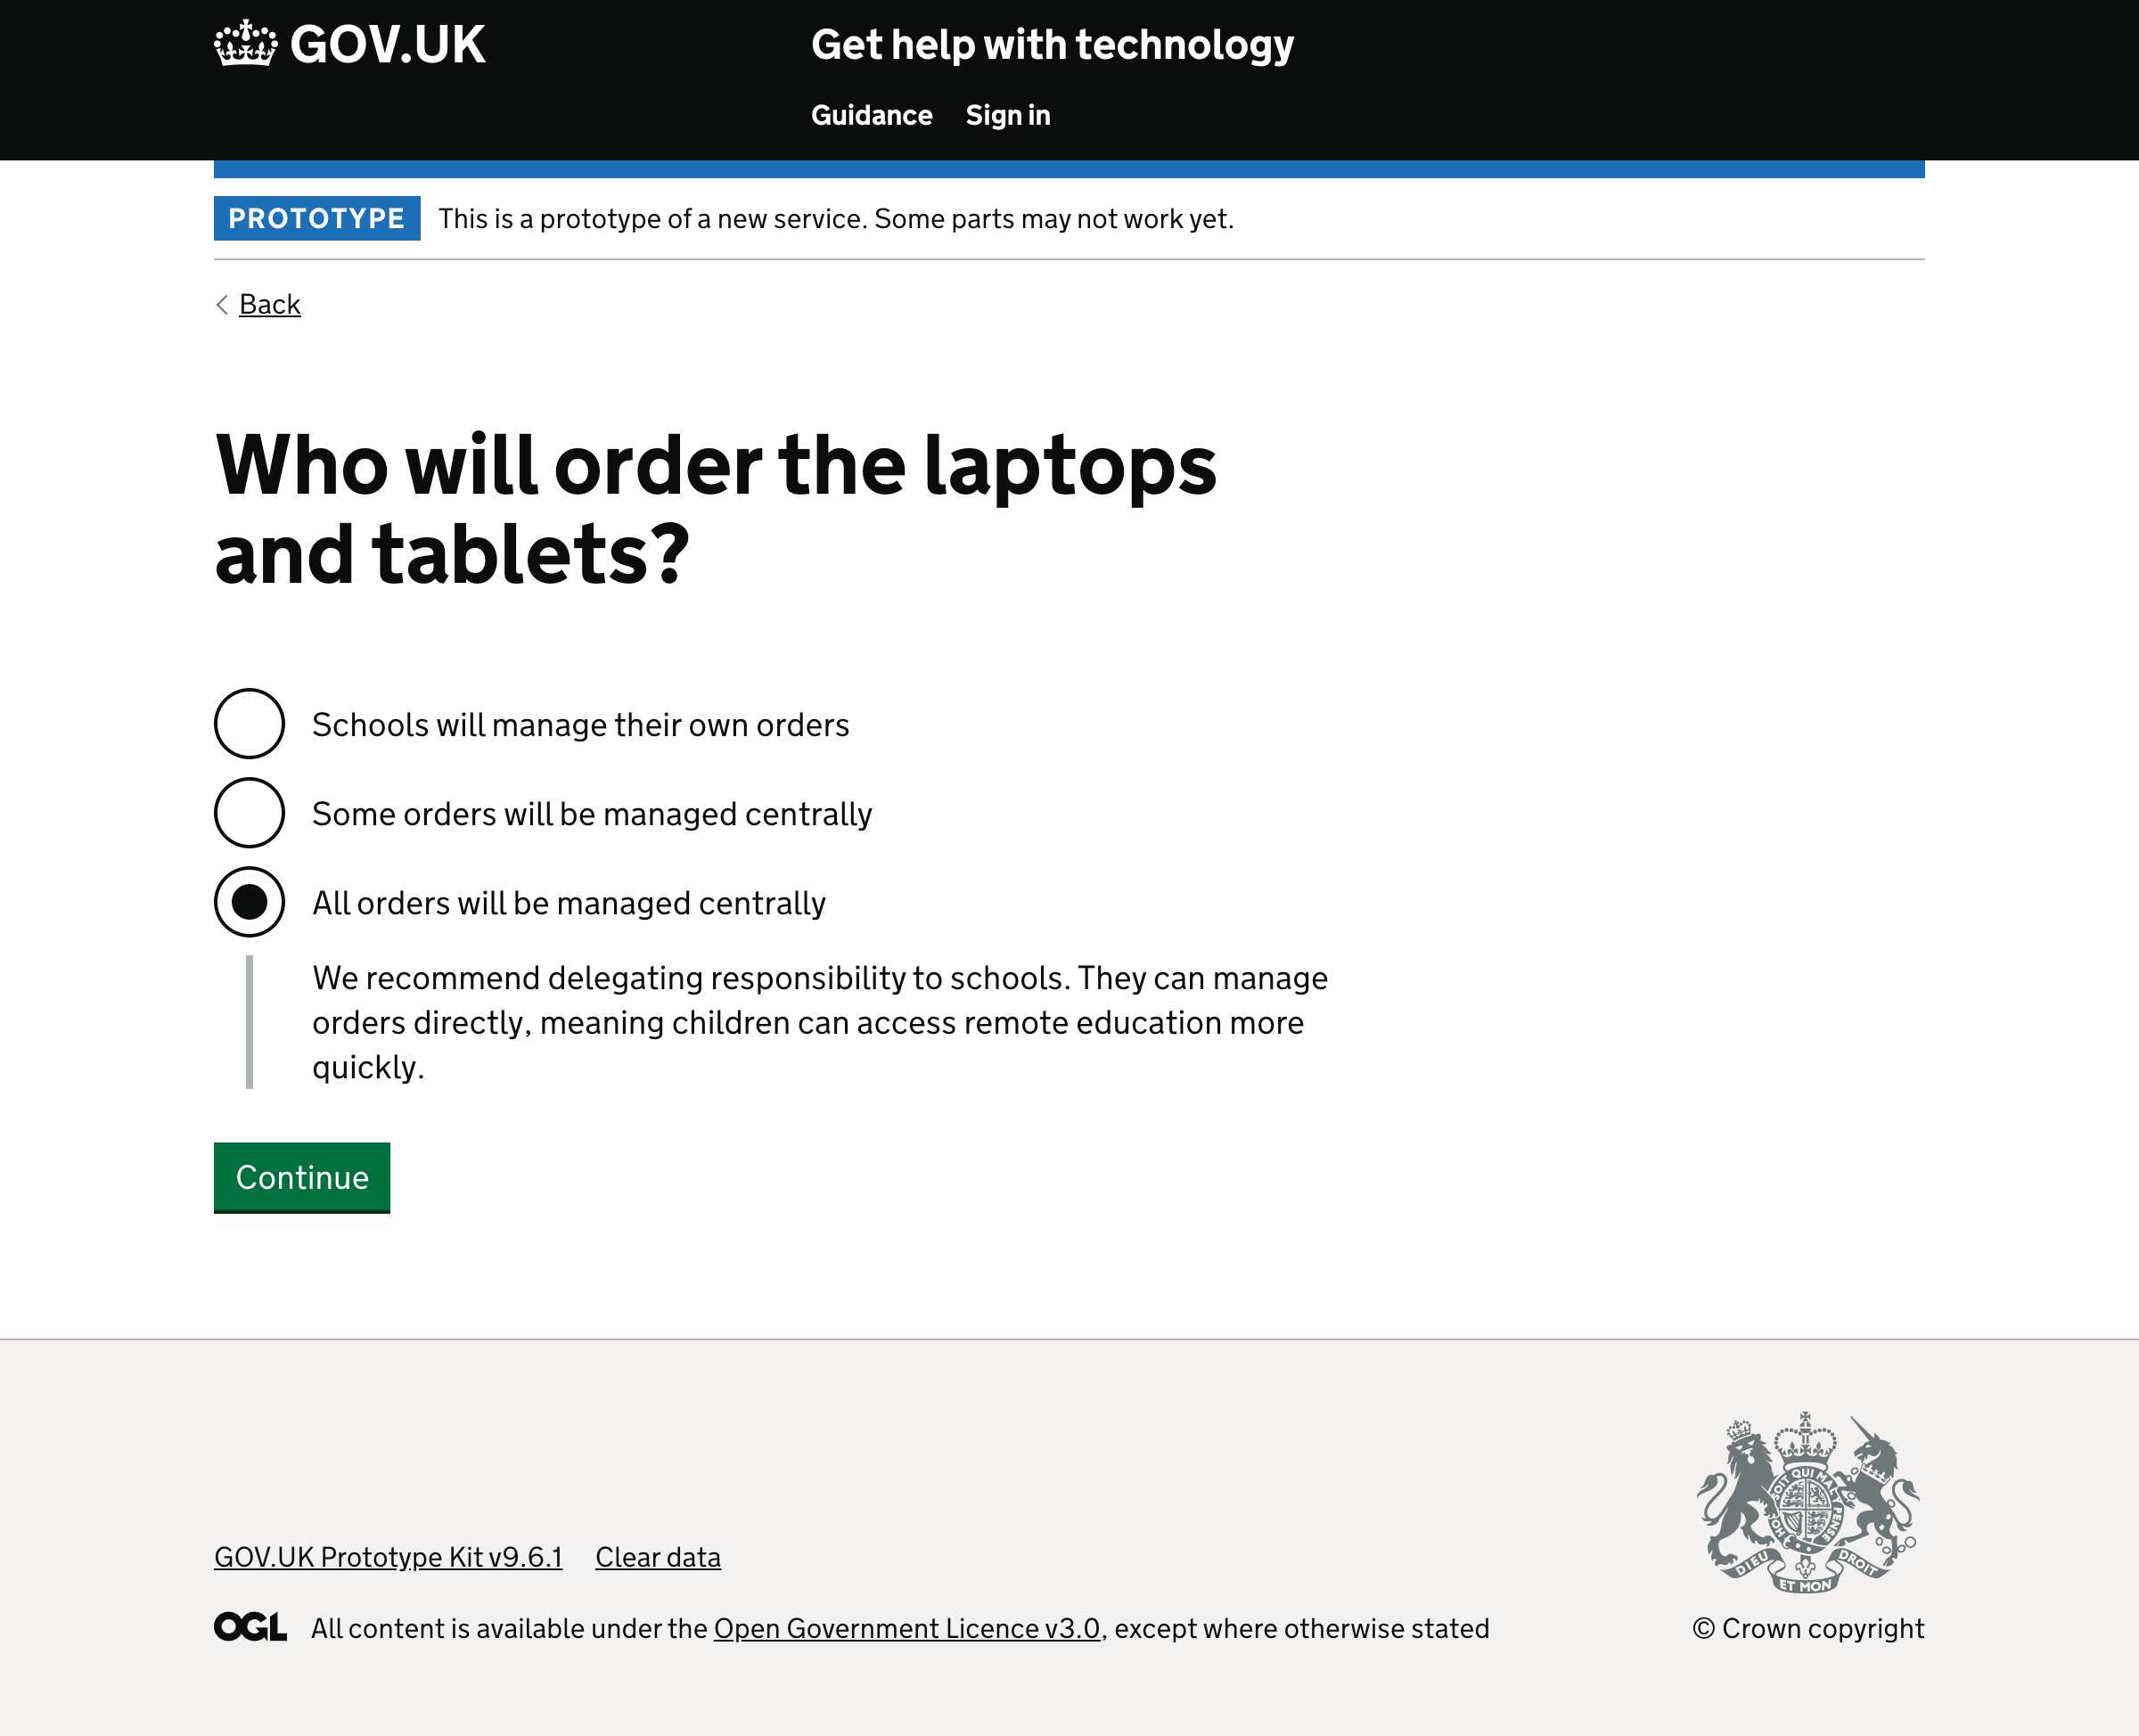 GOV.UK
Get help with technology
Guidance Sign in
PROTOTYPE This is a prototype of a new service. Some parts may not work yet.
Back
Who will order the laptops
and tablets?
Schools will manage their own orders
Some orders will be managed centrally
All orders will be managed centrally
We recommend delegating responsibility to schools. They can manage
orders directly, meaning children can access remote education more
quickly.
Continue
GOV.UK Prototype Kit v9.6.1 Clear data
OGL All content is available under the Open Government Licence v3.0, except where otherwise stated
DIEU ET MON DROIT
© Crown copyright